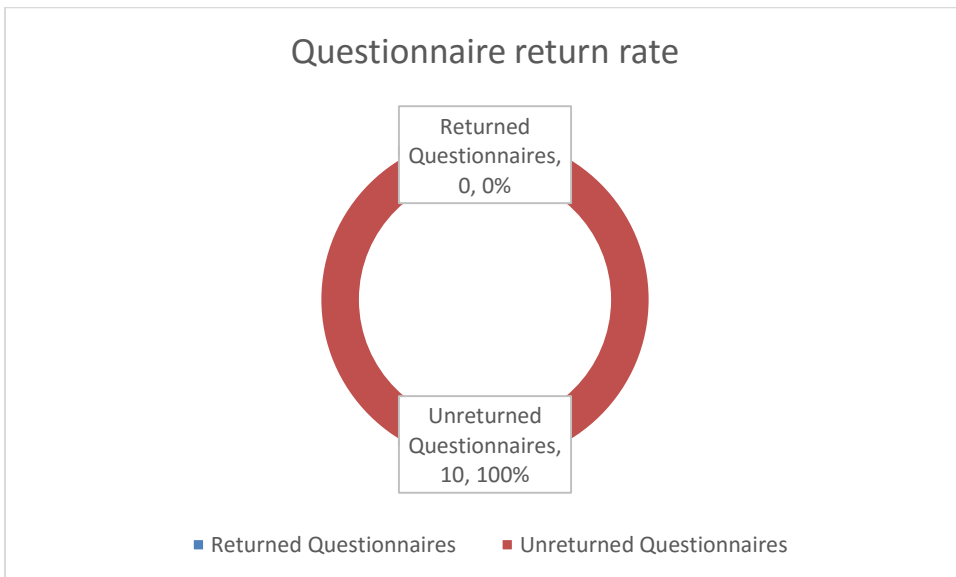 Questionnaire return rate
Returned
Questionnaires,
0, 0%
Unreturned
Questionnaires,
10, 100%
Returned Questionnaires
Unreturned Questionnaires